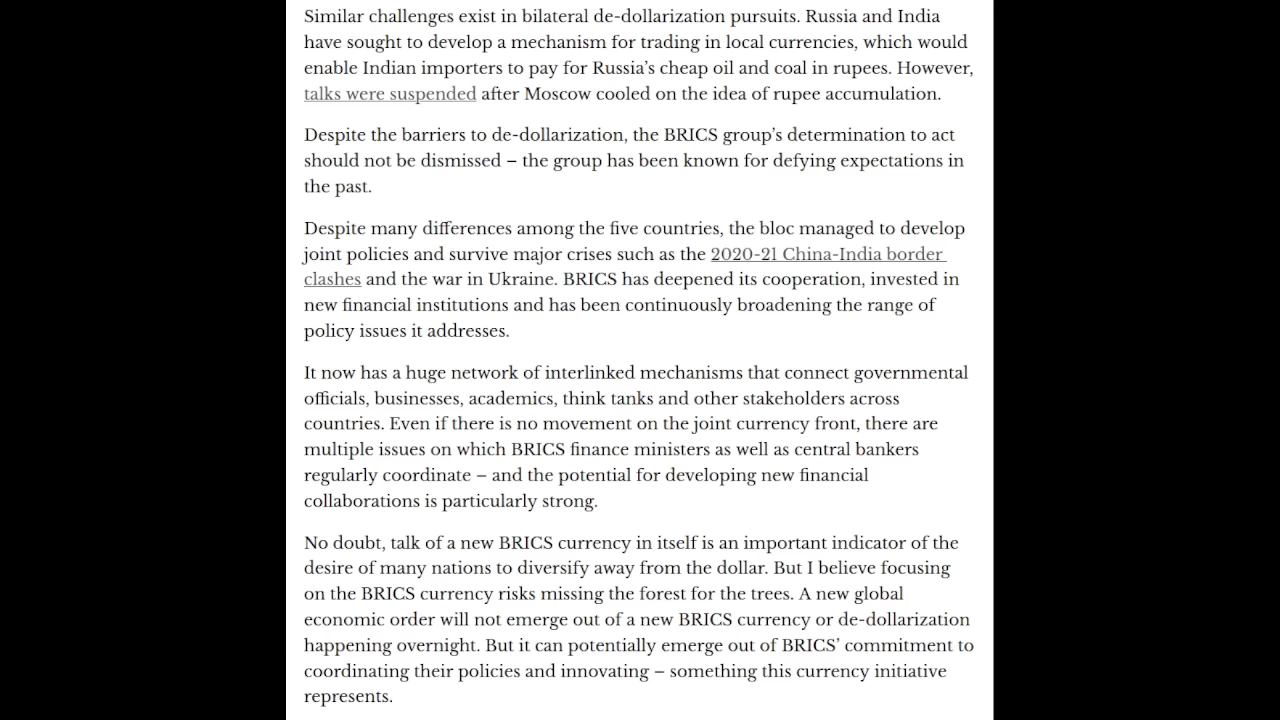 Similar challenges exist in bilateral de-dollarization pursuits. Russia and India
have sought to develop a mechanism for trading in local currencies, which would
enable Indian importers to pay for Russia’s cheap oil and coal in rupees. However,
talks were suspended after Moscow cooled on the idea of rupee accumulation.
Despite the barriers to de-dollarization, the BRICS group’s determination to act
should not be dismissed – the group has been known for defying expectations in
the past.
Despite many differences among the five countries, the bloc managed to develop
joint policies and survive major crises such as the 2020-21 China-India border
clashes and the war in Ukraine. BRICS has deepened its cooperation, invested in
new financial institutions and has been continuously broadening the range of
policy issues it addresses.
It now has a huge network of interlinked mechanisms that connect governmental
officials, businesses, academics, think tanks and other stakeholders across
countries. Even if there is no movement on the joint currency front, there are
multiple issues on which BRICS finance ministers as well as central bankers
regularly coordinate – and the potential for developing new financial
collaborations is particularly strong.
No doubt, talk of a new BRICS currency in itself is an important indicator of the
desire of many nations to diversify away from the dollar. But I believe focusing
on the BRICS currency risks missing the forest for the trees. A new global
economic order will not emerge out of a new BRICS currency or de-dollarization
happening overnight. But it can potentially emerge out of BRICS’ commitment to
coordinating their policies and innovating – something this currency initiative
represents.